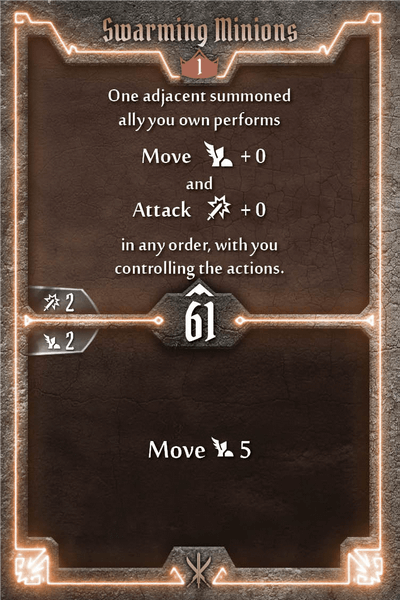 Swarming Minions
1
One adjacent summoned
ally you own performs
Move + 0
and
Attack + 0
in any order, with you
controlling the actions.
2
61
2
Move 5